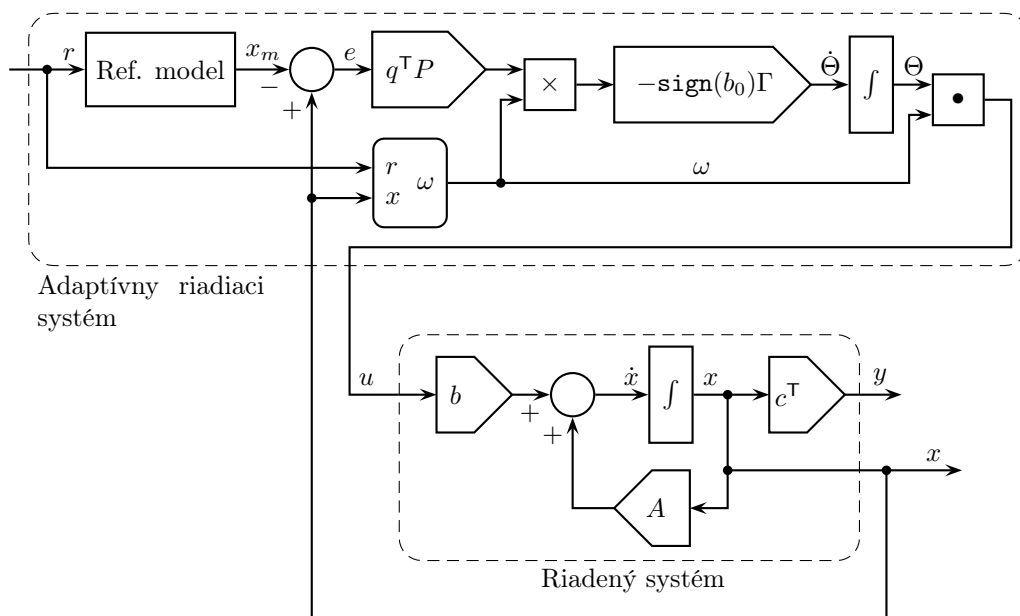 r
Ref. model
x_m
−
+
e
q^T P
×
−sign(b_0)Γ
Θ̇
∫
Θ
•
r
x
ω
ω
Adaptívny riadiaci
systém
u
b
+
+
ẋ
∫
x
c^T
y
x
A
Riadený systém